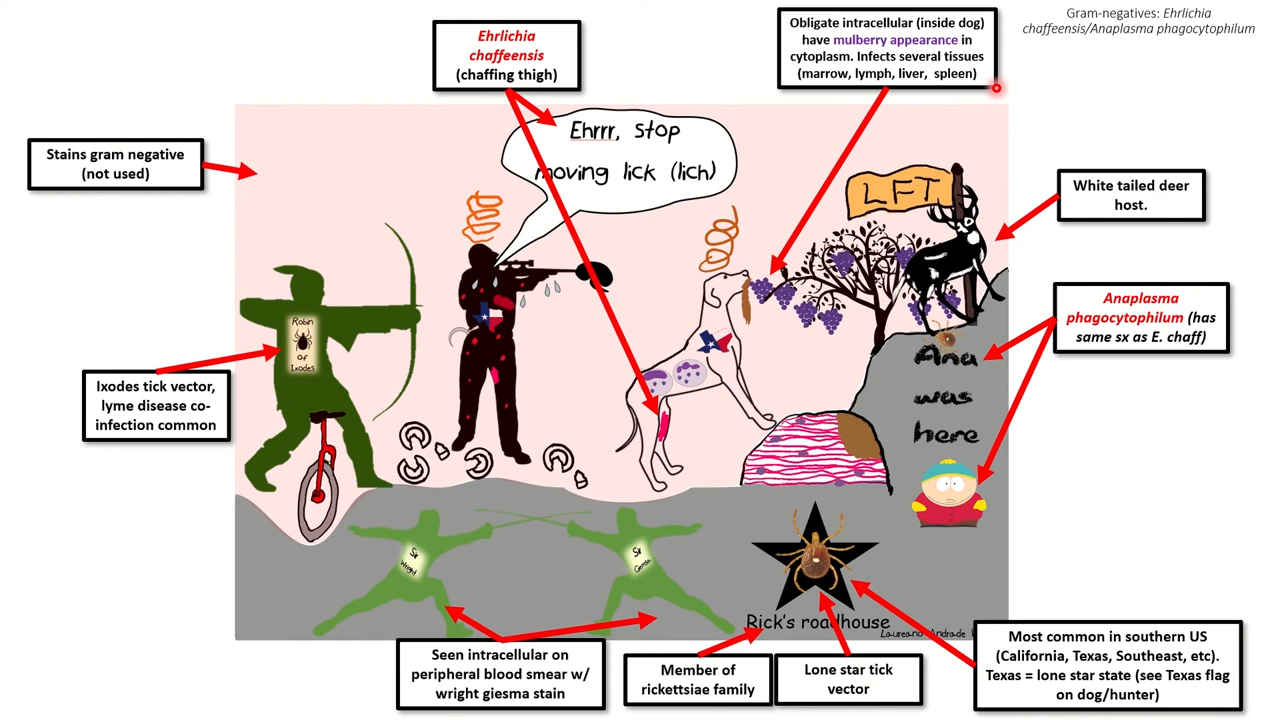 Gram-negatives: Ehrlichia
chaffeensis/Anaplasma phagocytophilum
Obligate intracellular (inside dog)
have mulberry appearance in
cytoplasm. Infects several tissues
(marrow, lymph, liver, spleen)
Ehrlichia
chaffeensis
(chaffing thigh)
Ehrrr, stop
moving lick (lich)
Stains gram negative
(not used)
LFT
White tailed deer
host.
Robin
of
Ixodes
Anaplasma
phagocytophilum (has
same sx as E. chaff)
Ana
was
here
Ixodes tick vector,
lyme disease co-
infection common
Sir
Wright
Sir
Giemsa
Rick's roadhouse
Laureano Andrade
Seen intracellular on
peripheral blood smear w/
wright giesma stain
Member of
rickettsiae family
Lone star tick
vector
Most common in southern US
(California, Texas, Southeast, etc).
Texas = lone star state (see Texas flag
on dog/hunter)